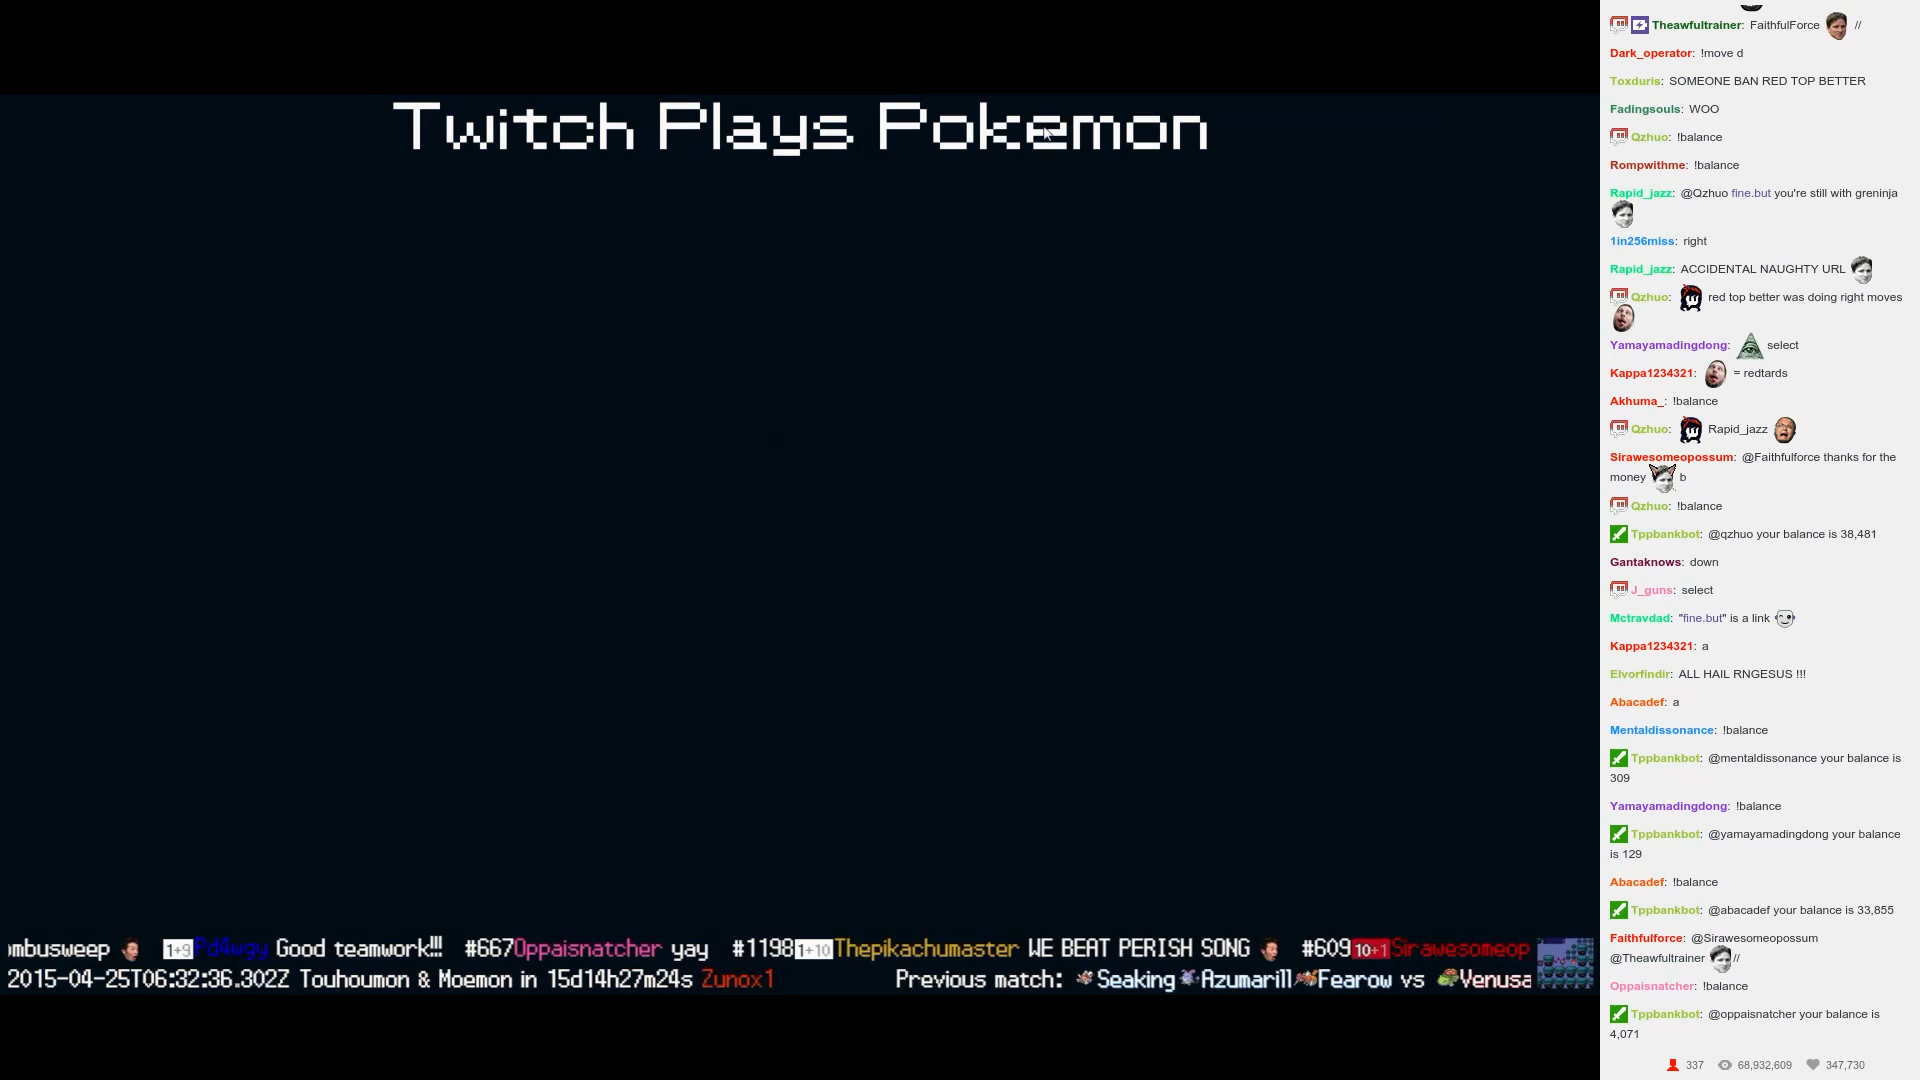 Twitch Plays Pokemon
mbusweep 1+9 Pd4wgy Good teamwork!!! #667 Oppaisnatcher yay #1198 1+10 Thepikachumaster WE BEAT PERISH SONG #609 10+1 Sirawesomeop
2015-04-25T06:32:36.302Z Touhoumon & Moemon in 15d14h27m24s Zunox1 Previous match: Seaking Azumarill Fearow vs Venusa
Theawfultrainer: FaithfulForce //
Dark_operator: !move d
Toxduris: SOMEONE BAN RED TOP BETTER
Fadingsouls: WOO
Qzhuo: !balance
Rompwithme: !balance
Rapid_jazz: @Qzhuo fine.but you're still with greninja
1in256miss: right
Rapid_jazz: ACCIDENTAL NAUGHTY URL
Qzhuo: red top better was doing right moves
Yamayamadingdong: select
Kappa1234321: = redtards
Akhuma_: !balance
Qzhuo: Rapid_jazz
Sirawesomeopossum: @Faithfulforce thanks for the
money b
Qzhuo: !balance
Tppbankbot: @qzhuo your balance is 38,481
Gantaknows: down
J_guns: select
Mctravdad: "fine.but" is a link
Kappa1234321: a
Elvorfindir: ALL HAIL RNGESUS !!!
Abacadef: a
Mentaldissonance: !balance
Tppbankbot: @mentaldissonance your balance is
309
Yamayamadingdong: !balance
Tppbankbot: @yamayamadingdong your balance
is 129
Abacadef: !balance
Tppbankbot: @abacadef your balance is 33,855
Faithfulforce: @Sirawesomeopossum
@Theawfultrainer //
Oppaisnatcher: !balance
Tppbankbot: @oppaisnatcher your balance is
4,071
337 68,932,609 347,730